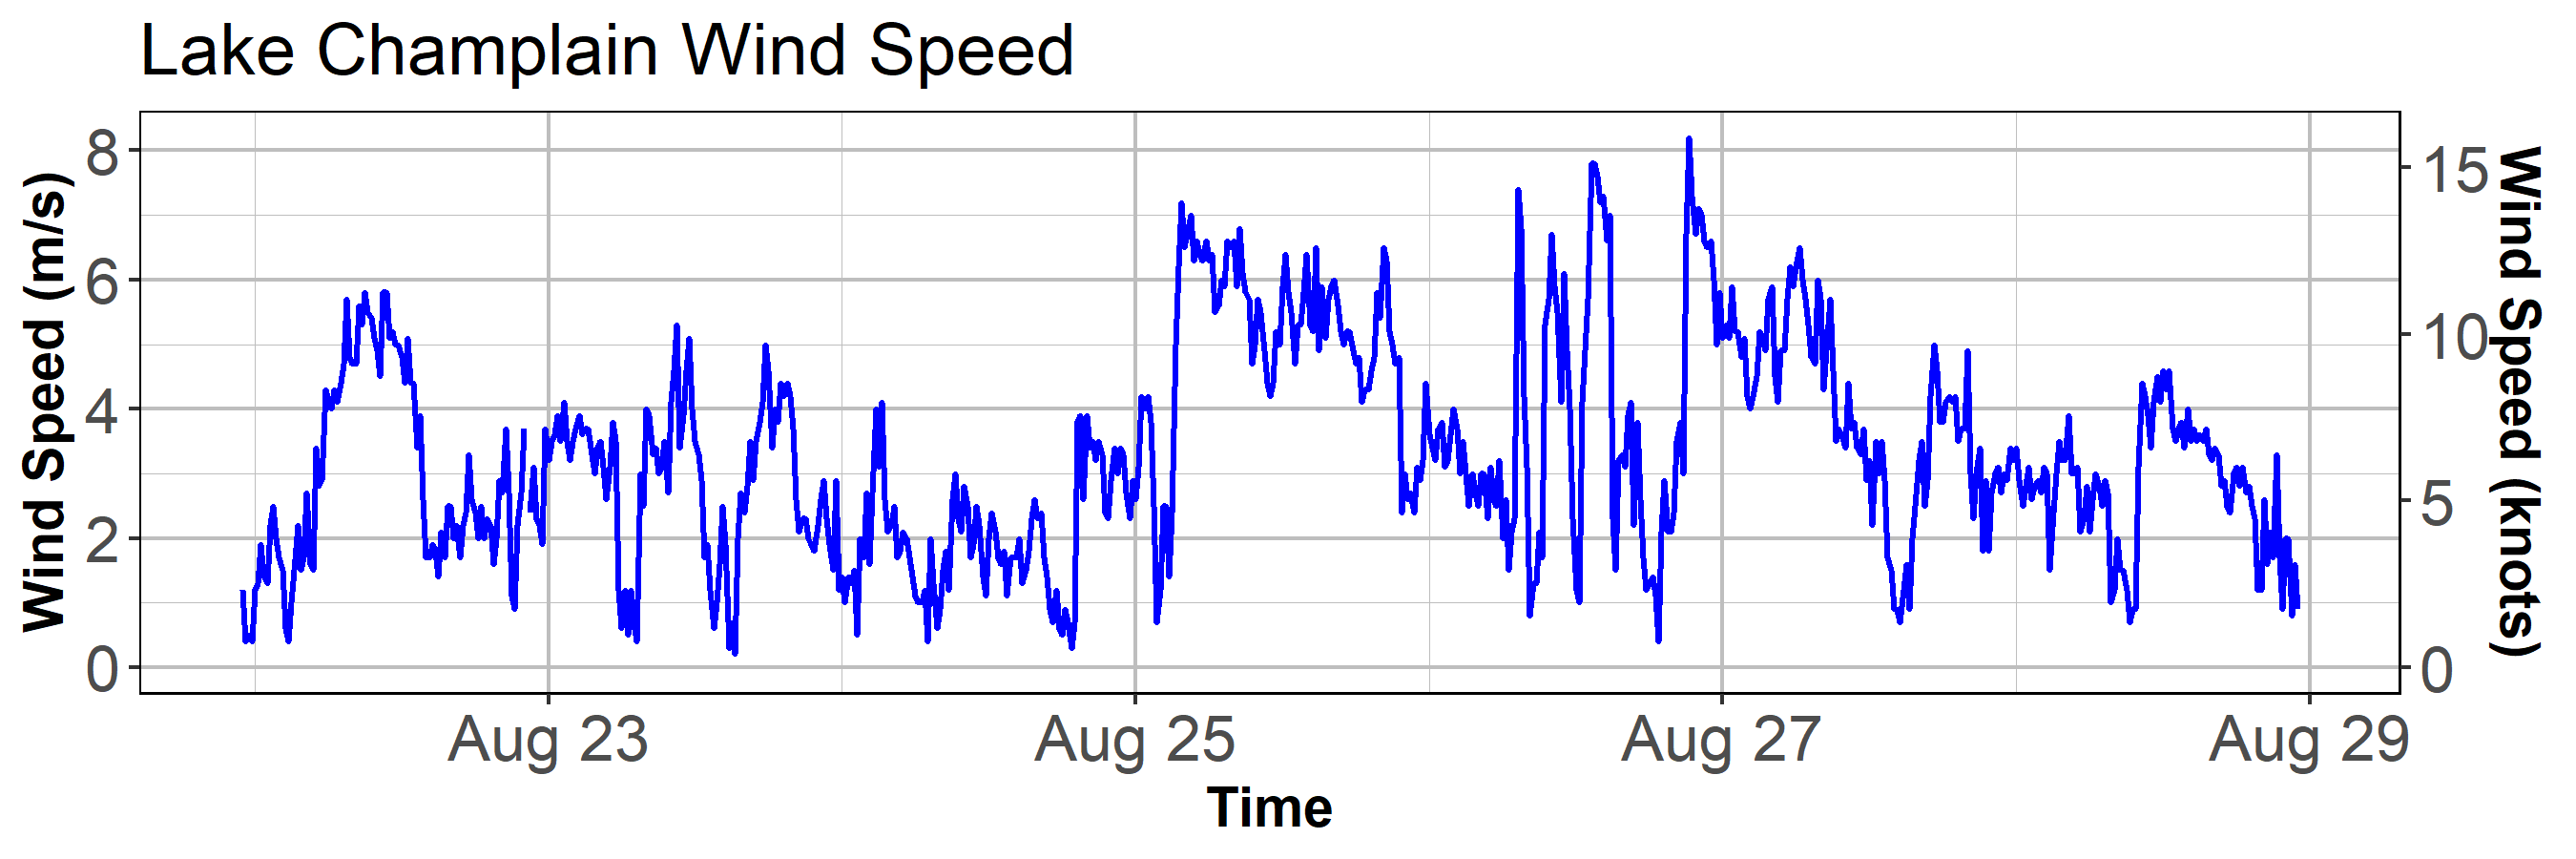 Lake Champlain Wind Speed
Wind Speed (m/s)
8
6
4
2
0
15
10
5
0
Wind Speed (knots)
Aug 23
Aug 25
Aug 27
Aug 29
Time